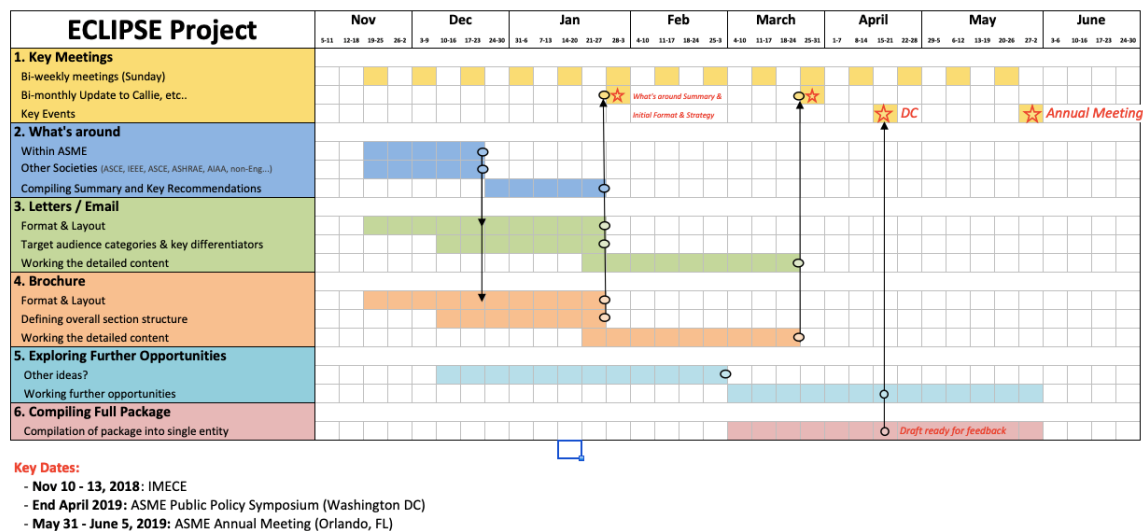 ECLIPSE Project
Nov Dec Jan Feb March April May June
5-11 12-18 19-25 26-2 3-9 10-16 17-23 24-30 31-6 7-13 14-20 21-27 28-3 4-10 11-17 18-24 25-3 4-10 11-17 18-24 25-31 1-7 8-14 15-21 22-28 29-5 6-12 13-19 20-26 27-2 3-6 10-16 17-23 24-30
1. Key Meetings
Bi-weekly meetings (Sunday)
Bi-monthly Update to Callie, etc.. What's around Summary &
Key Events Initial Format & Strategy DC Annual Meeting
2. What's around
Within ASME
Other Societies (ASCE, IEEE, ASCE, ASHRAE, AIAA, non-Eng...)
Compiling Summary and Key Recommendations
3. Letters / Email
Format & Layout
Target audience categories & key differentiators
Working the detailed content
4. Brochure
Format & Layout
Defining overall section structure
Working the detailed content
5. Exploring Further Opportunities
Other ideas?
Working further opportunities
6. Compiling Full Package
Compilation of package into single entity Draft ready for feedback
Key Dates:
- Nov 10 - 13, 2018: IMECE
- End April 2019: ASME Public Policy Symposium (Washington DC)
- May 31 - June 5, 2019: ASME Annual Meeting (Orlando, FL)